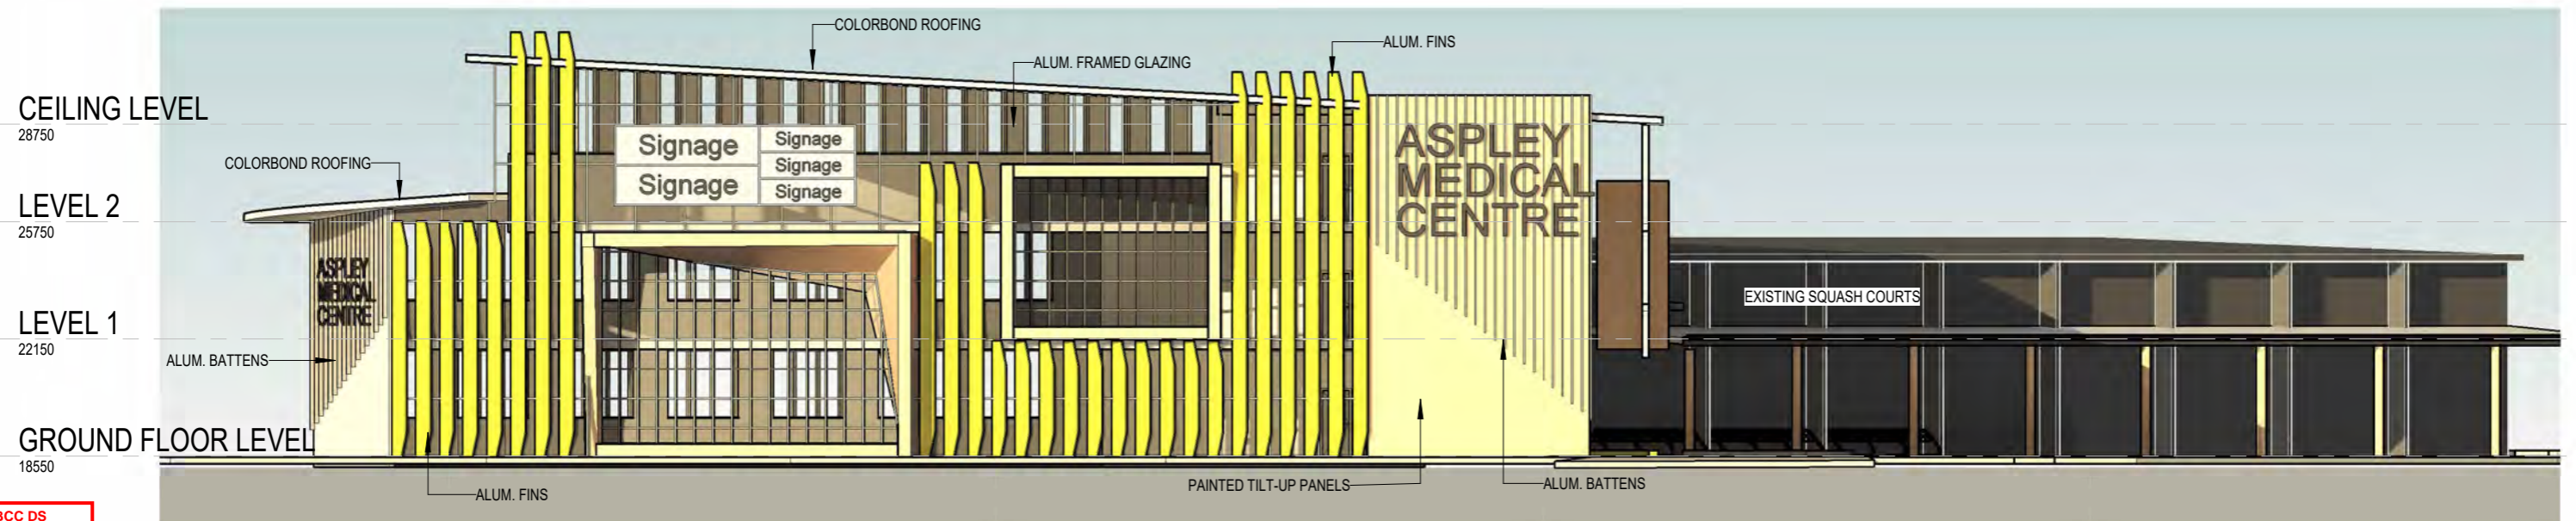 COLORBOND ROOFING
ALUM. FINS
ALUM. FRAMED GLAZING
CEILING LEVEL
28750
Signage
Signage
Signage
Signage
Signage
ASPLEY
MEDICAL
CENTRE
COLORBOND ROOFING
LEVEL 2
25750
ASPLEY
MEDICAL
CENTRE
EXISTING SQUASH COURTS
LEVEL 1
22150
ALUM. BATTENS
GROUND FLOOR LEVEL
18550
ALUM. FINS
PAINTED TILT-UP PANELS
ALUM. BATTENS
BCC DS